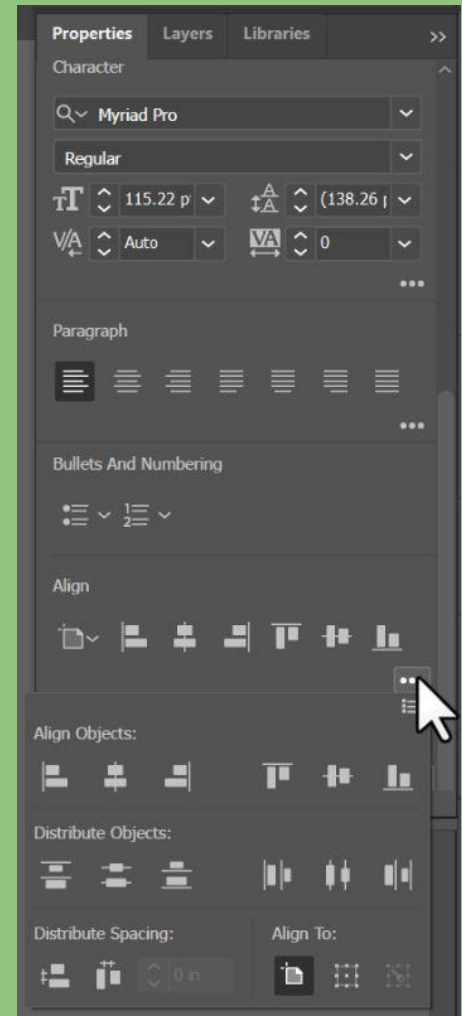 Properties Layers Libraries
Character
Myriad Pro
Regular
115.22 p (138.26 p
Auto 0
Paragraph
Bullets And Numbering
Align
Align Objects:
Distribute Objects:
Distribute Spacing: Align To:
0 in